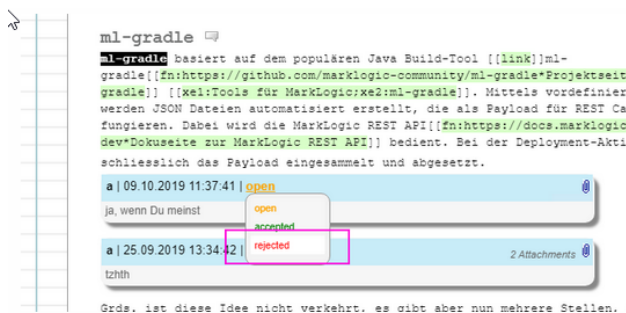 ml-gradle
ml-gradle basiert auf dem populären Java Build-Tool [[link]]ml-
gradle[[fn:https://github.com/marklogic-community/ml-gradle*Projektseit
gradle]] [[xe1:Tools für MarkLogic;xe2:ml-gradle]]. Mittels vordefinier
werden JSON Dateien automatisiert erstellt, die als Payload für REST Ca
fungieren. Dabei wird die MarkLogic REST API[[fn:https://docs.marklogic
dev*Dokuseite zur MarkLogic REST API]] bedient. Bei der Deployment-Akti
schliesslich das Payload eingesammelt und abgesetzt.
a | 09.10.2019 11:37:41 | open
ja, wenn Du meinst
open
accepted
rejected
a | 25.09.2019 13:34:42 |
2 Attachments
tzhth
Grds. ist diese Idee nicht verkehrt, es gibt aber nun mehrere Stellen,